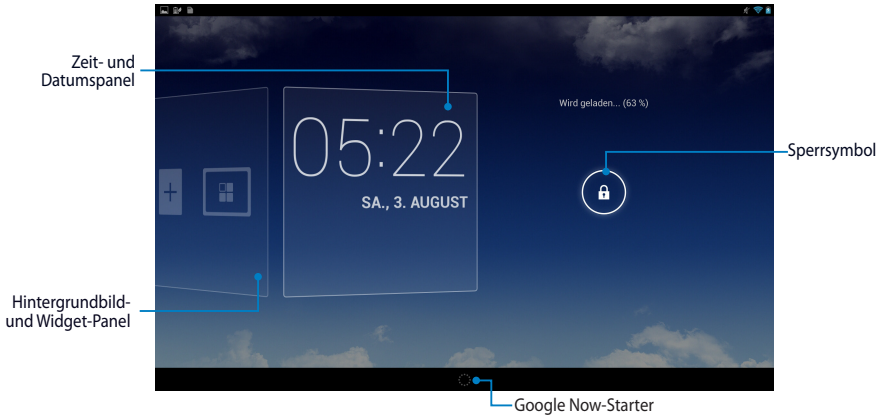 Zeit- und
Datumspanel
Wird geladen... (63 %)
05:22
SA., 3. AUGUST
Sperrsymbol
Hintergrundbild-
und Widget-Panel
Google Now-Starter